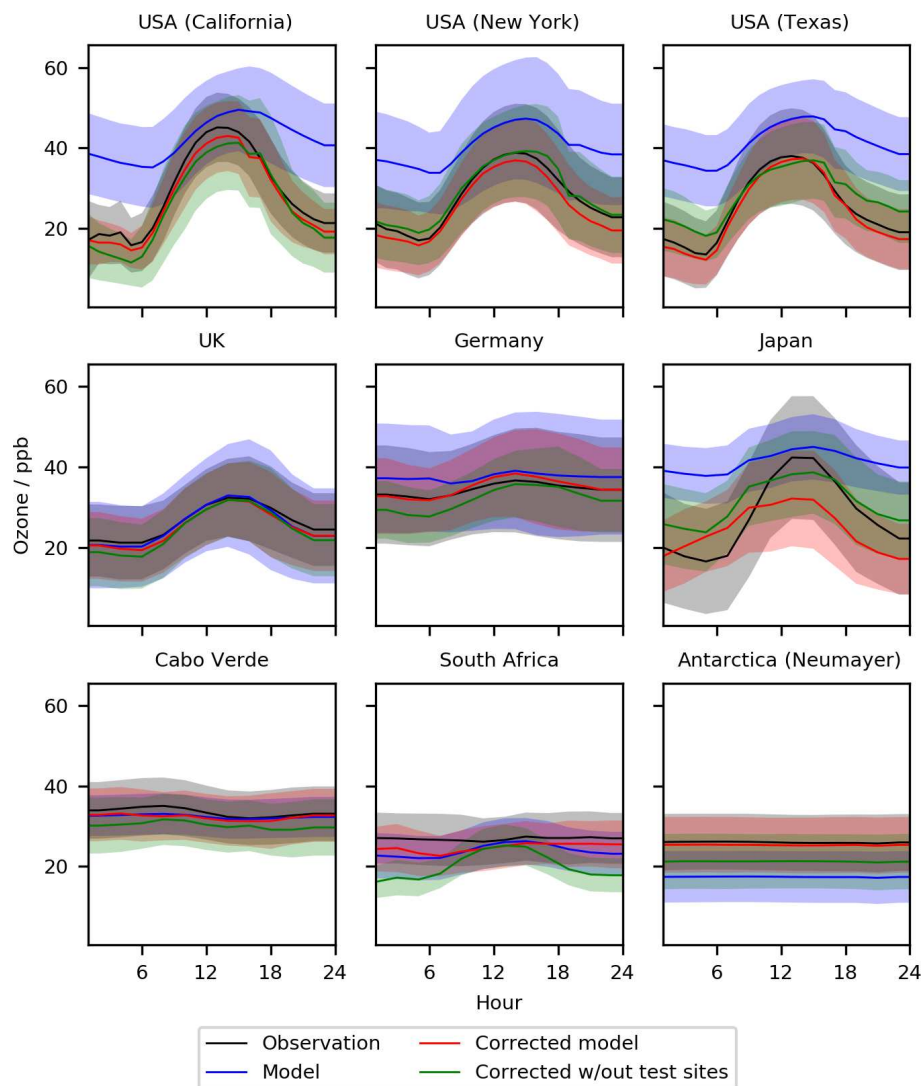 USA (California) USA (New York) USA (Texas)
60
40
20
UK Germany Japan
60
40
20
Ozone / ppb
Cabo Verde South Africa Antarctica (Neumayer)
60
40
20
6 12 18 24 6 12 18 24 6 12 18 24
Hour
Observation Corrected model
Model Corrected w/out test sites